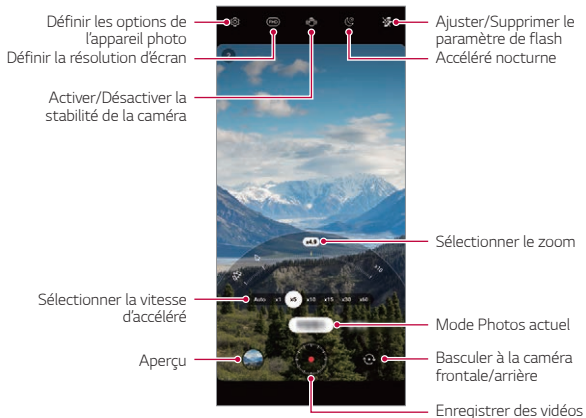 Définir les options de
l'appareil photo
Définir la résolution d'écran
Activer/Désactiver la
stabilité de la caméra
Sélectionner la vitesse
d'accéléré
Aperçu
FHD
Auto x1 x5 x10 x15 x30 x60
x10
Ajuster/Supprimer le
paramètre de flash
Accéléré nocturne
Sélectionner le zoom
Mode Photos actuel
Basculer à la caméra
frontale/arrière
Enregistrer des vidéos